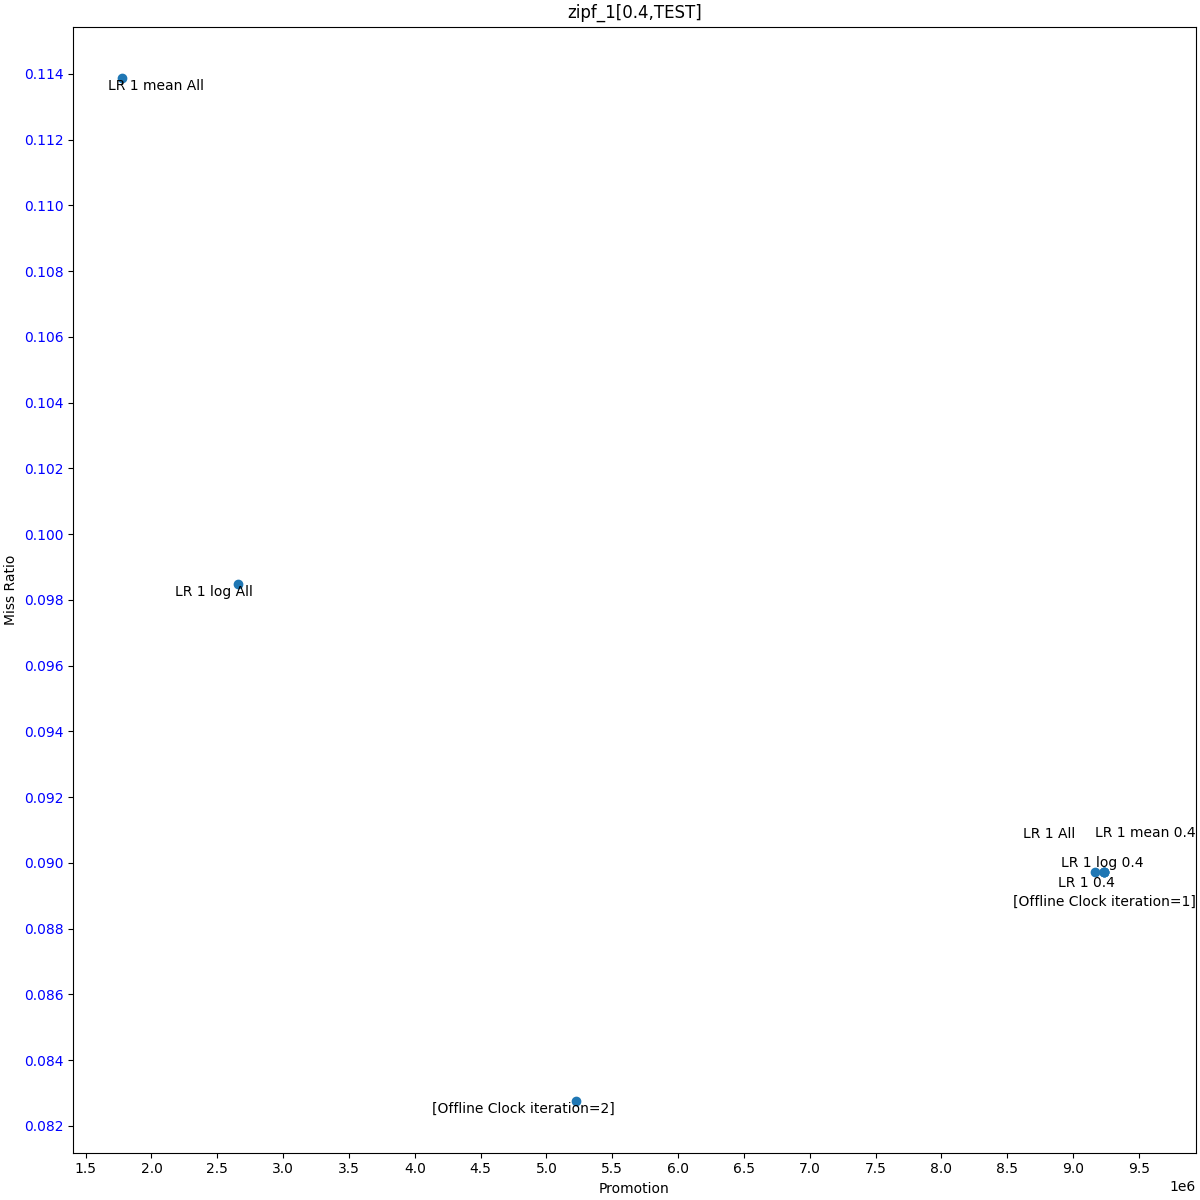 zipf_1[0.4,TEST]
0.114
LR 1 mean All
0.112
0.110
0.108
0.106
0.104
0.102
0.100
Miss Ratio
LR 1 log All
0.098
0.096
0.094
0.092
LR 1 All
LR 1 mean 0.4
0.090
LR 1 log 0.4
LR 1 0.4
[Offline Clock iteration=1]
0.088
0.086
0.084
[Offline Clock iteration=2]
0.082
1.5 2.0 2.5 3.0 3.5 4.0 4.5 5.0 5.5 6.0 6.5 7.0 7.5 8.0 8.5 9.0 9.5
Promotion
1e6